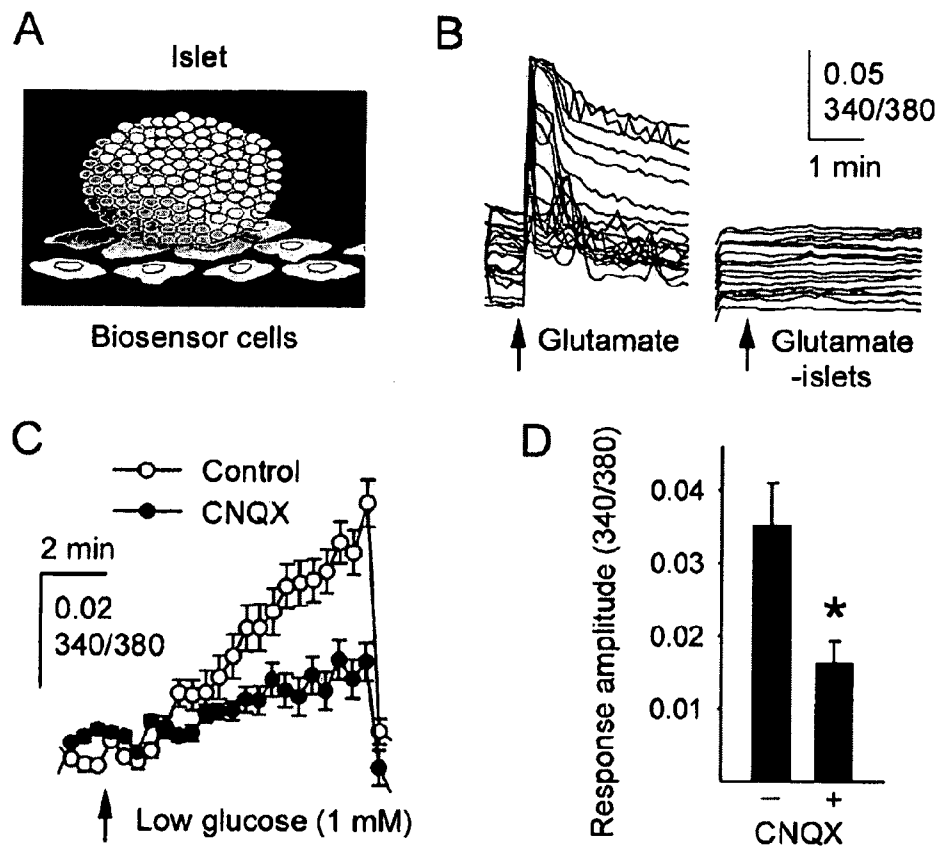 A
Islet
Biosensor cells
B
0.05
340/380
1 min
Glutamate
Glutamate
-islets
C
Control
CNQX
2 min
0.02
340/380
Low glucose (1 mM)
D
Response amplitude (340/380)
0.04
0.03
0.02
0.01
*
− +
CNQX